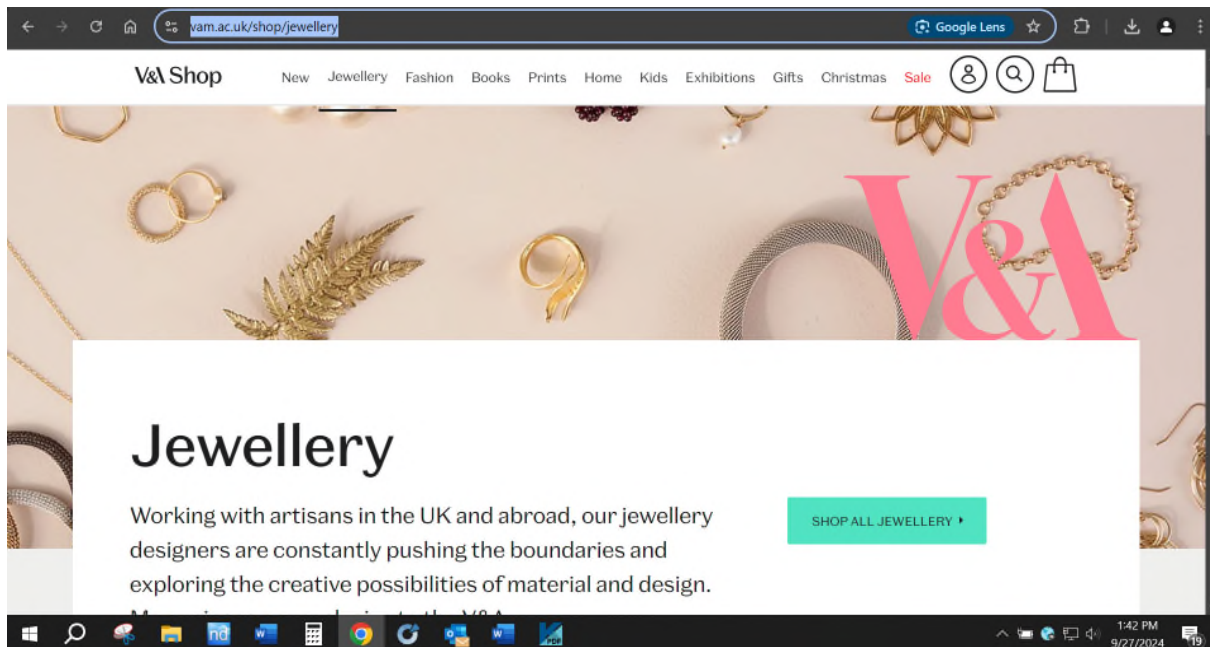 vam.ac.uk/shop/jewellery
Google Lens
V&A Shop New Jewellery Fashion Books Prints Home Kids Exhibitions Gifts Christmas Sale
V&A
Jewellery
Working with artisans in the UK and abroad, our jewellery
designers are constantly pushing the boundaries and
exploring the creative possibilities of material and design.
SHOP ALL JEWELLERY
nd
PDF
1:42 PM
9/27/2024
19